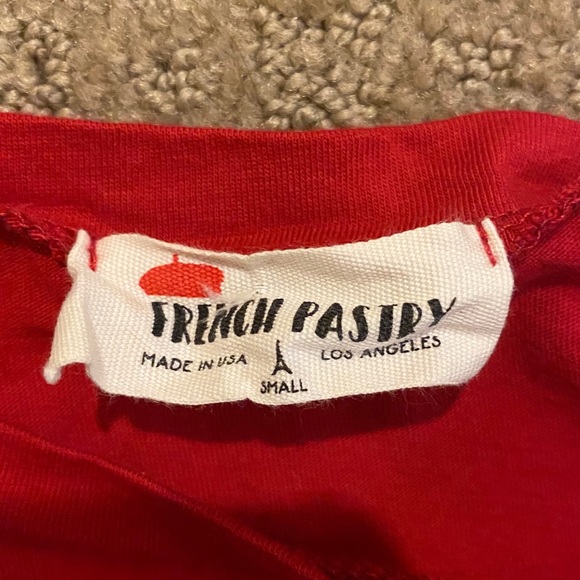 FRENCH PASTRY
MADE IN USA LOS ANGELES
SMALL